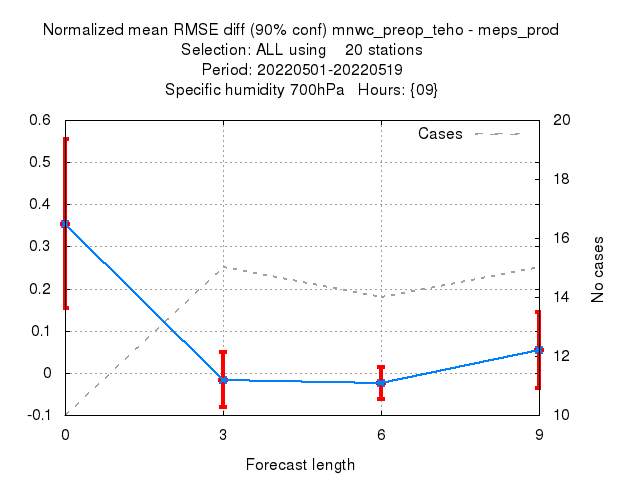 Normalized mean RMSE diff (90% conf) mnwc_preop_teho - meps_prod
Selection: ALL using    20 stations
Period: 20220501-20220519
Specific humidity 700hPa   Hours: {09}
Cases
0.6
0.5
0.4
0.3
0.2
0.1
0
-0.1
20
18
16
14
12
10
No cases
0 3 6 9
Forecast length